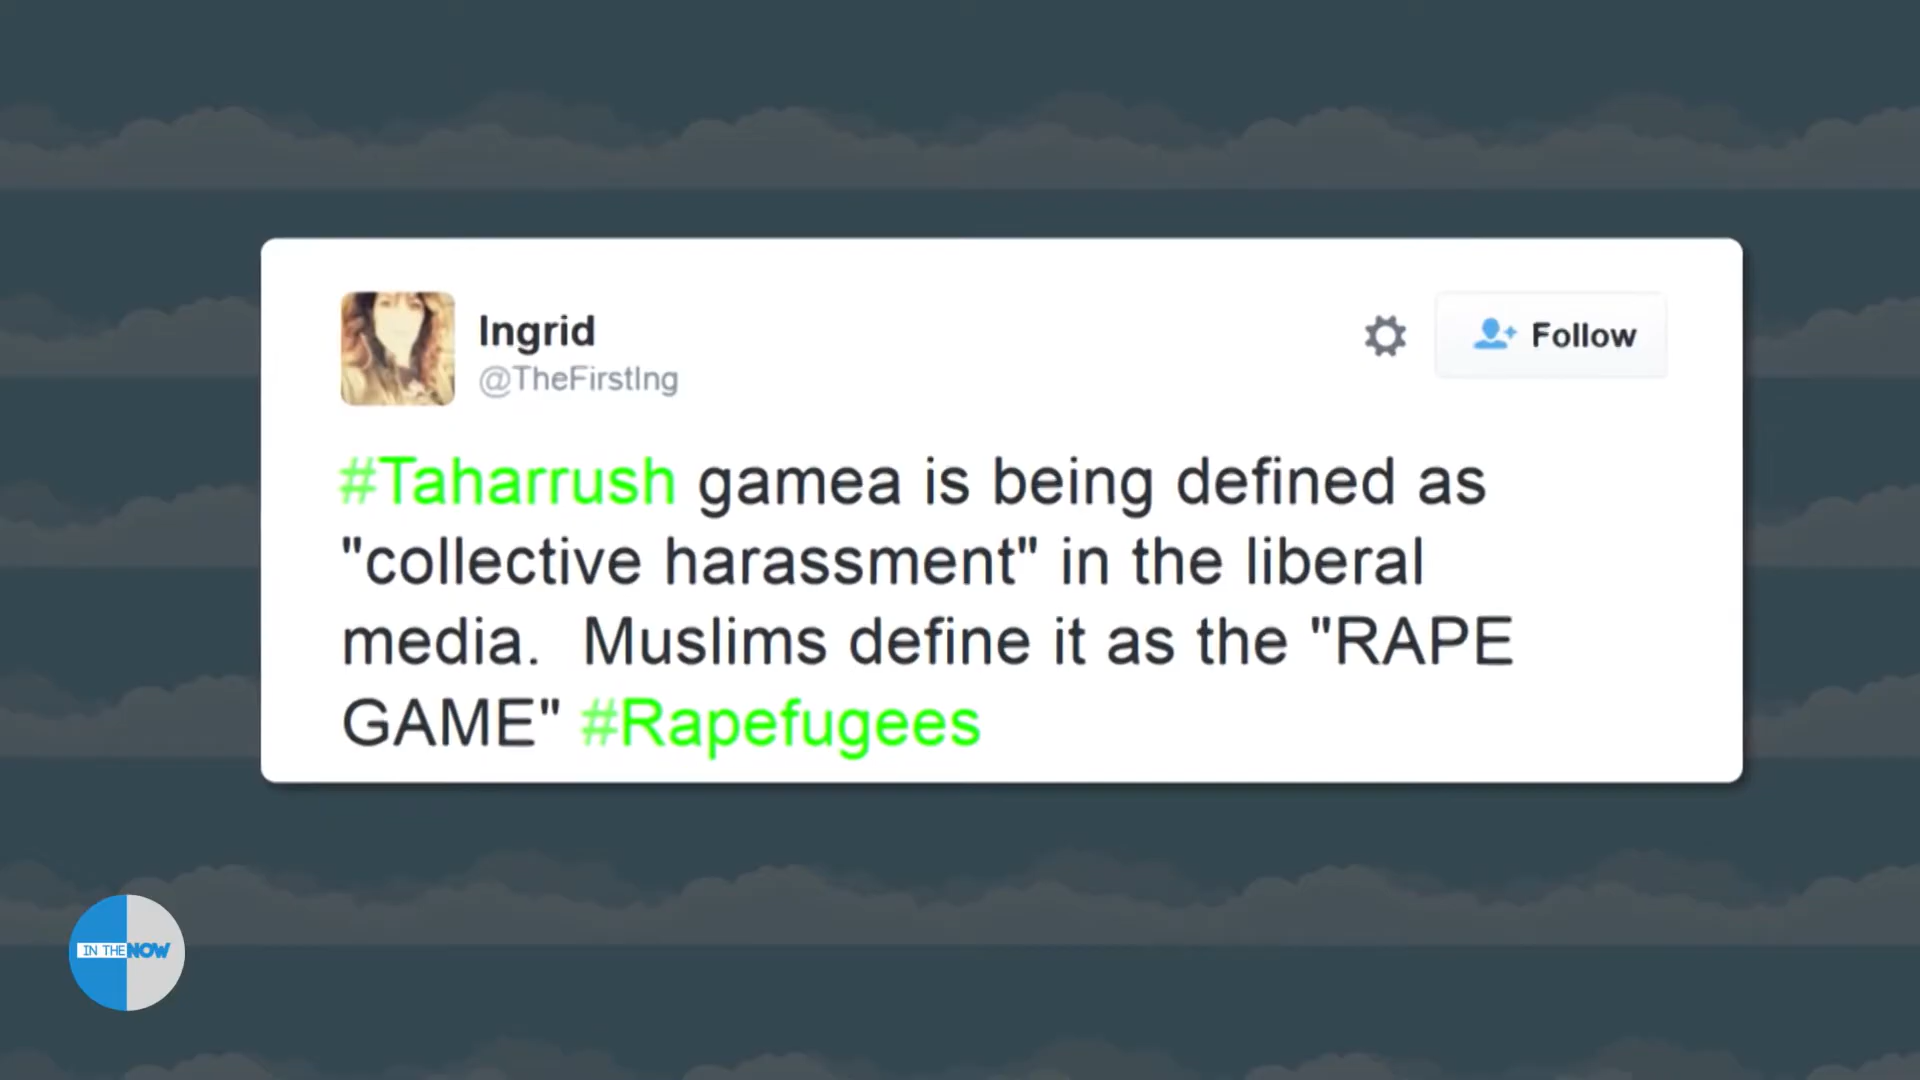 Ingrid
@TheFirstIng
Follow
#Taharrush gamea is being defined as
"collective harassment" in the liberal
media. Muslims define it as the "RAPE
GAME" #Rapefugees
IN THE NOW